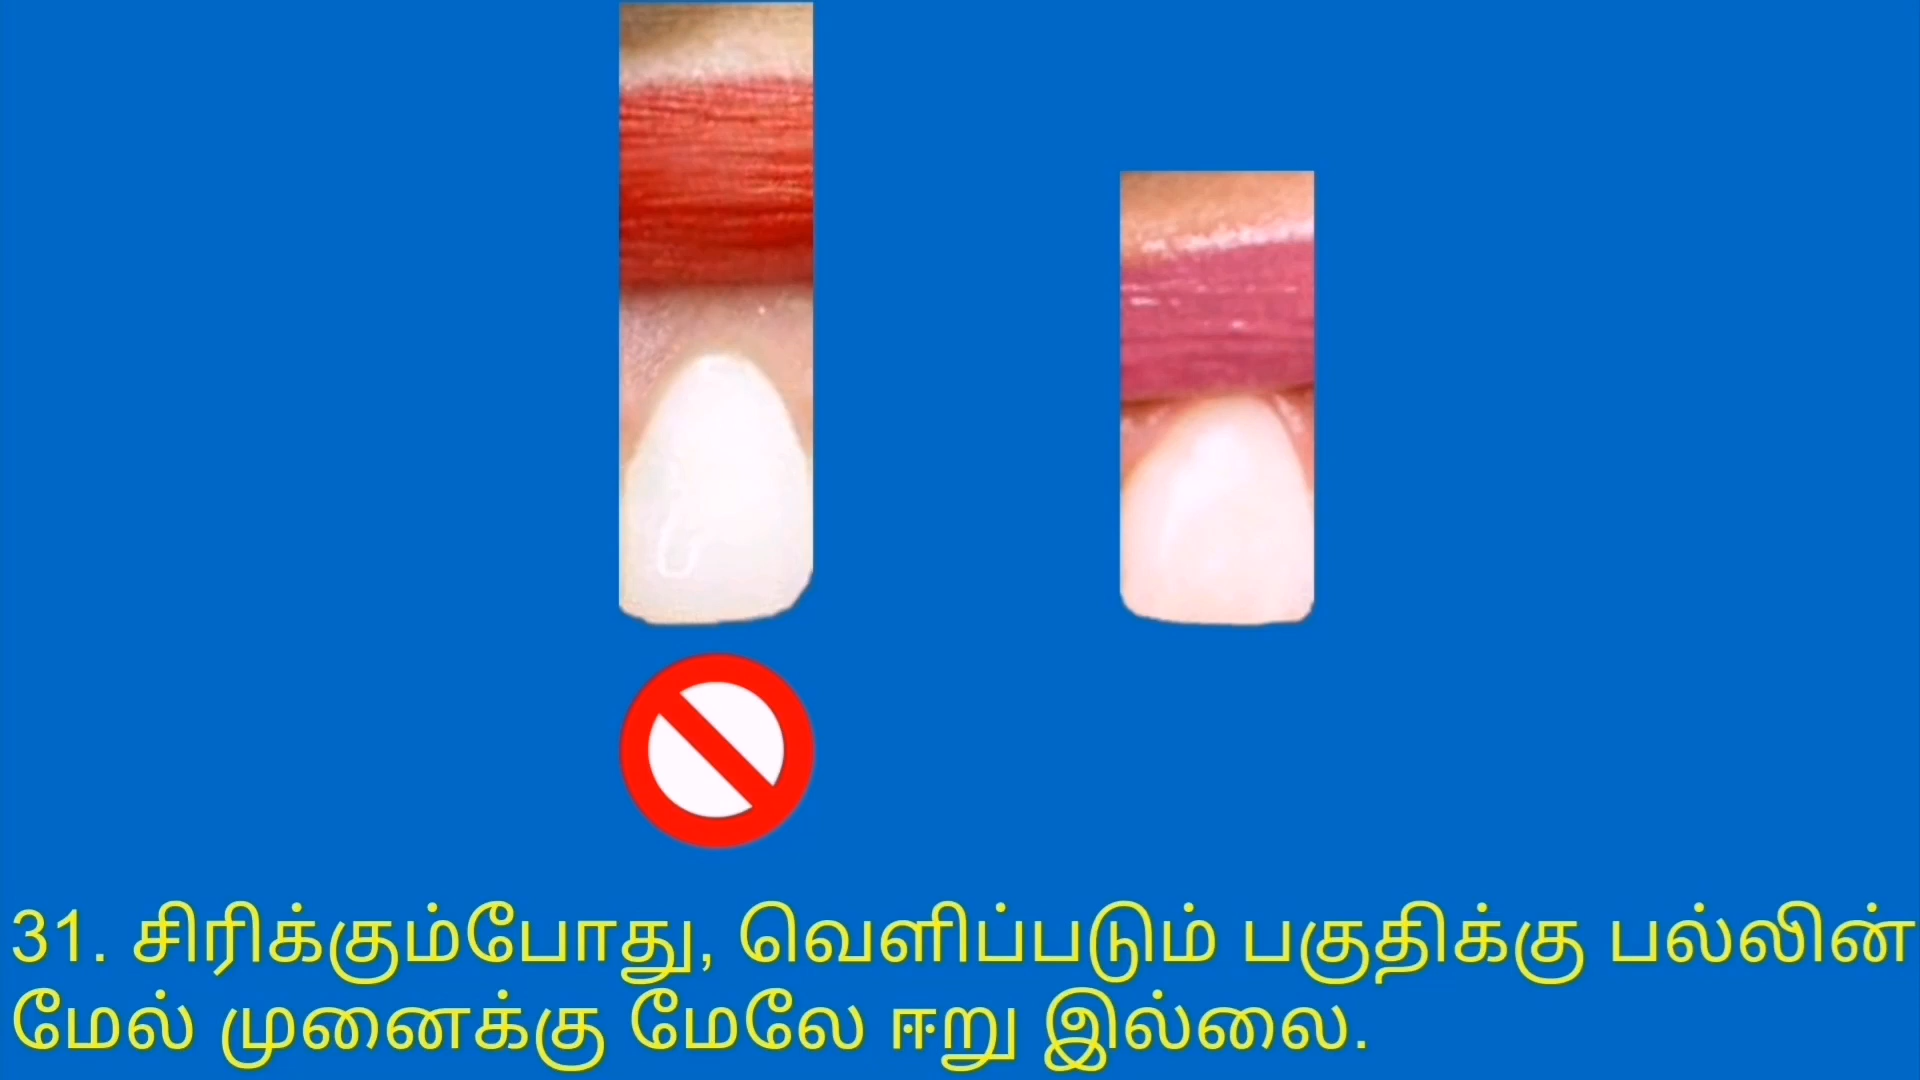 31. சிரிக்கும்போது, வெளிப்படும் பகுதிக்கு பல்லின்
மேல் முனைக்கு மேலே ஈறு இல்லை.